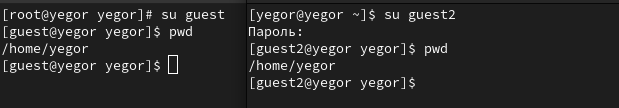 [root@yegor yegor]# su guest
[guest@yegor yegor]$ pwd
/home/yegor
[guest@yegor yegor]$
[yegor@yegor ~]$ su guest2
Пароль:
[guest2@yegor yegor]$ pwd
/home/yegor
[guest2@yegor yegor]$